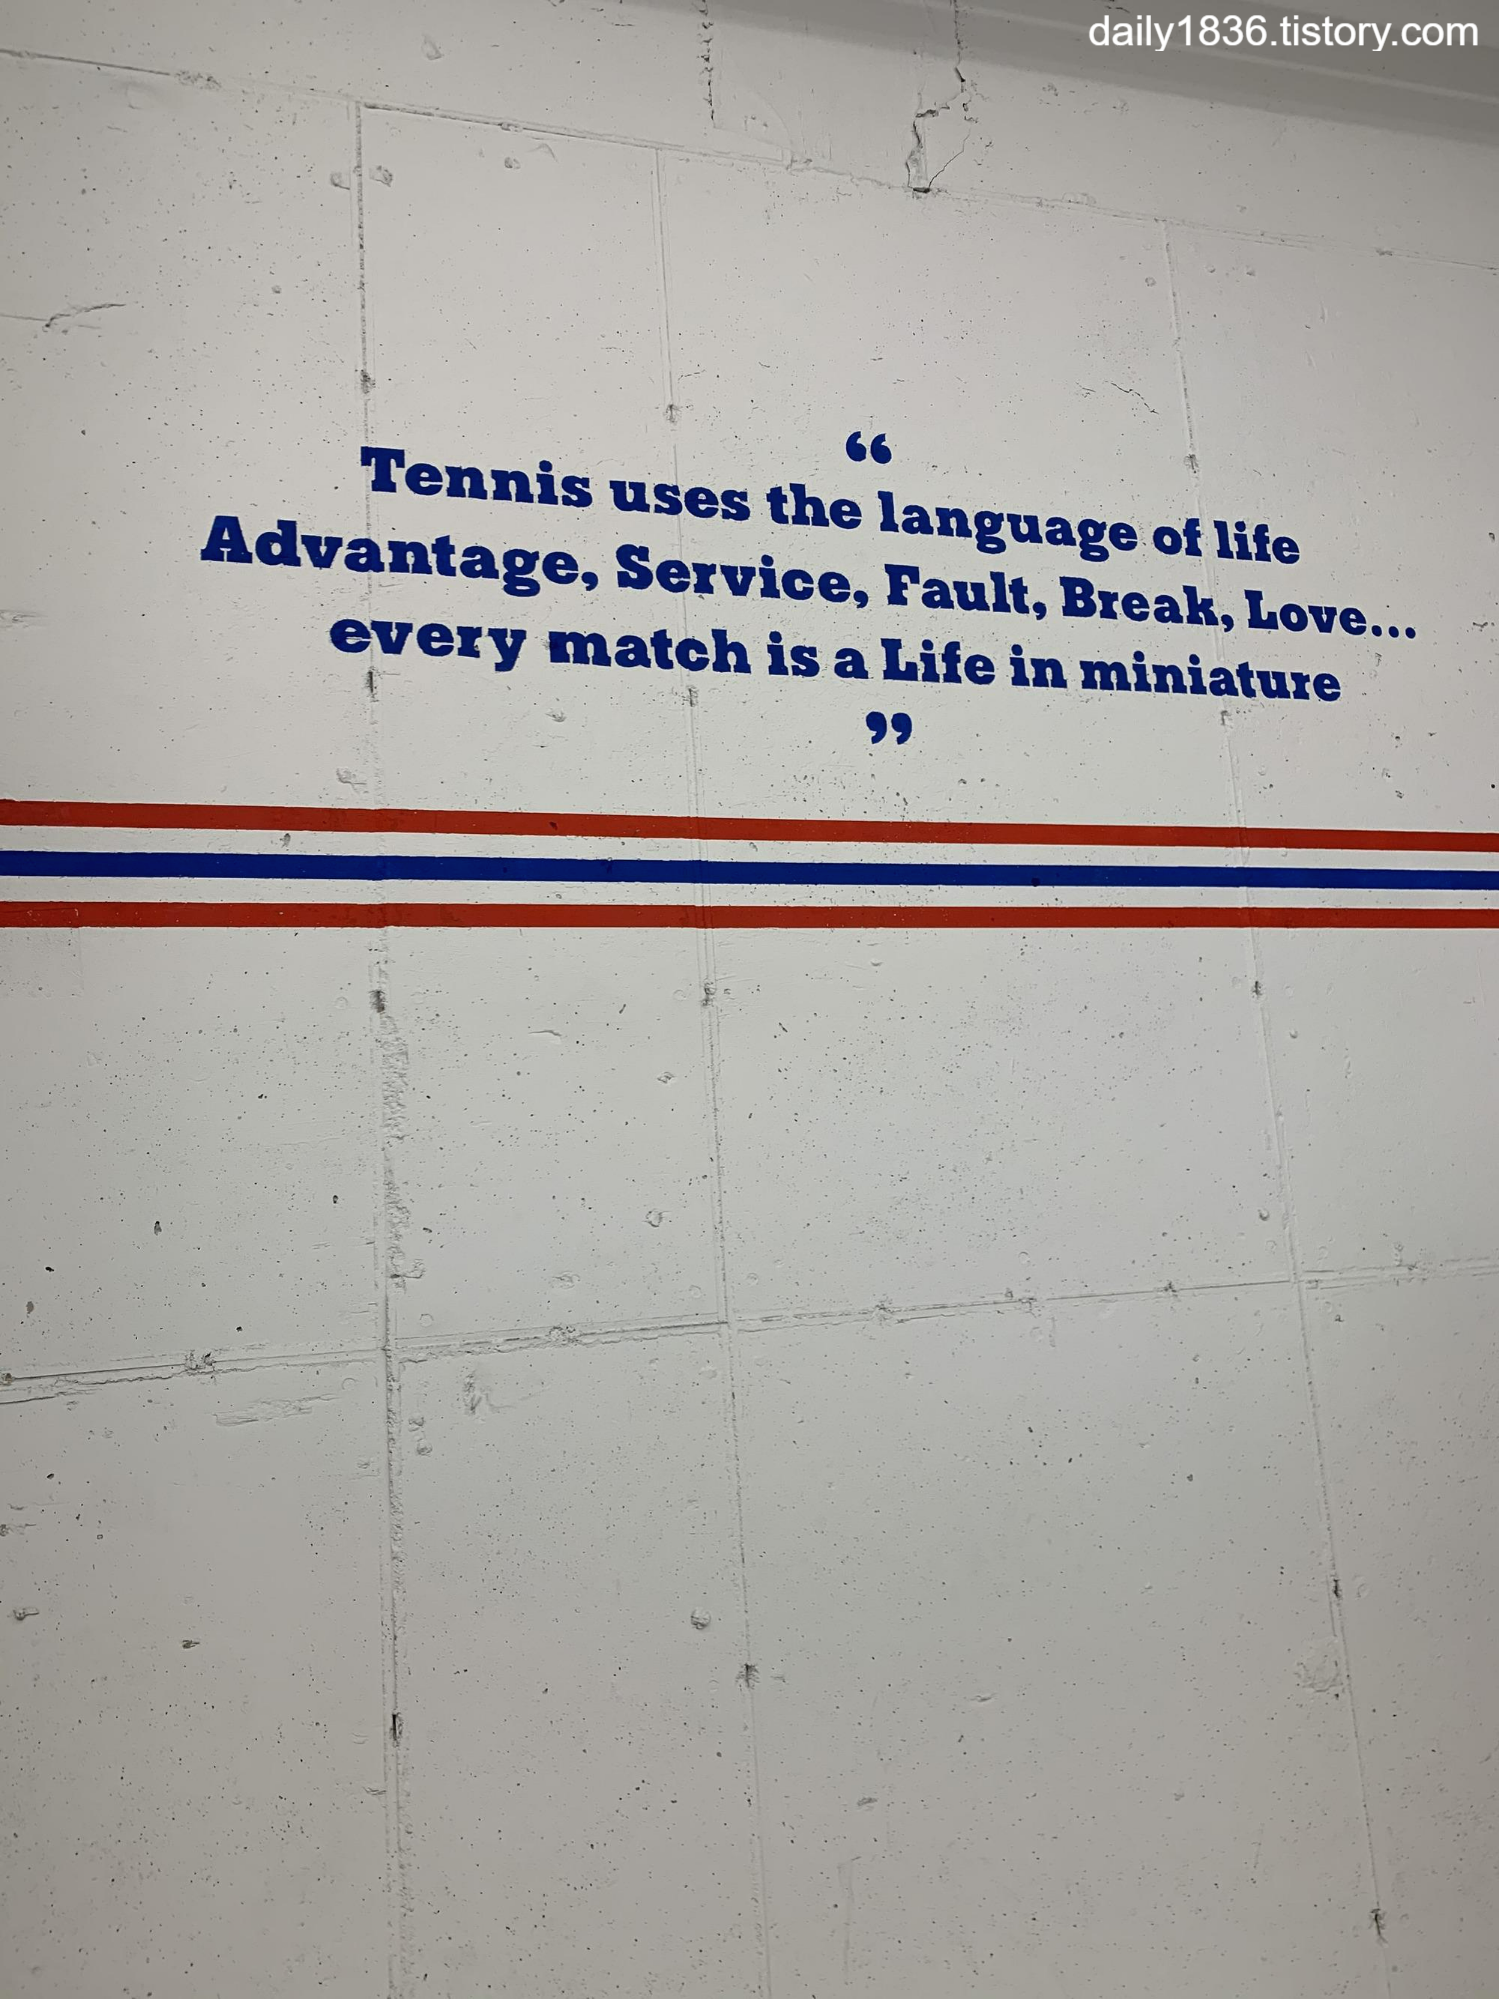 daily1836.tistory.com
“
Tennis uses the language of life
Advantage, Service, Fault, Break, Love...
every match is a Life in miniature
”